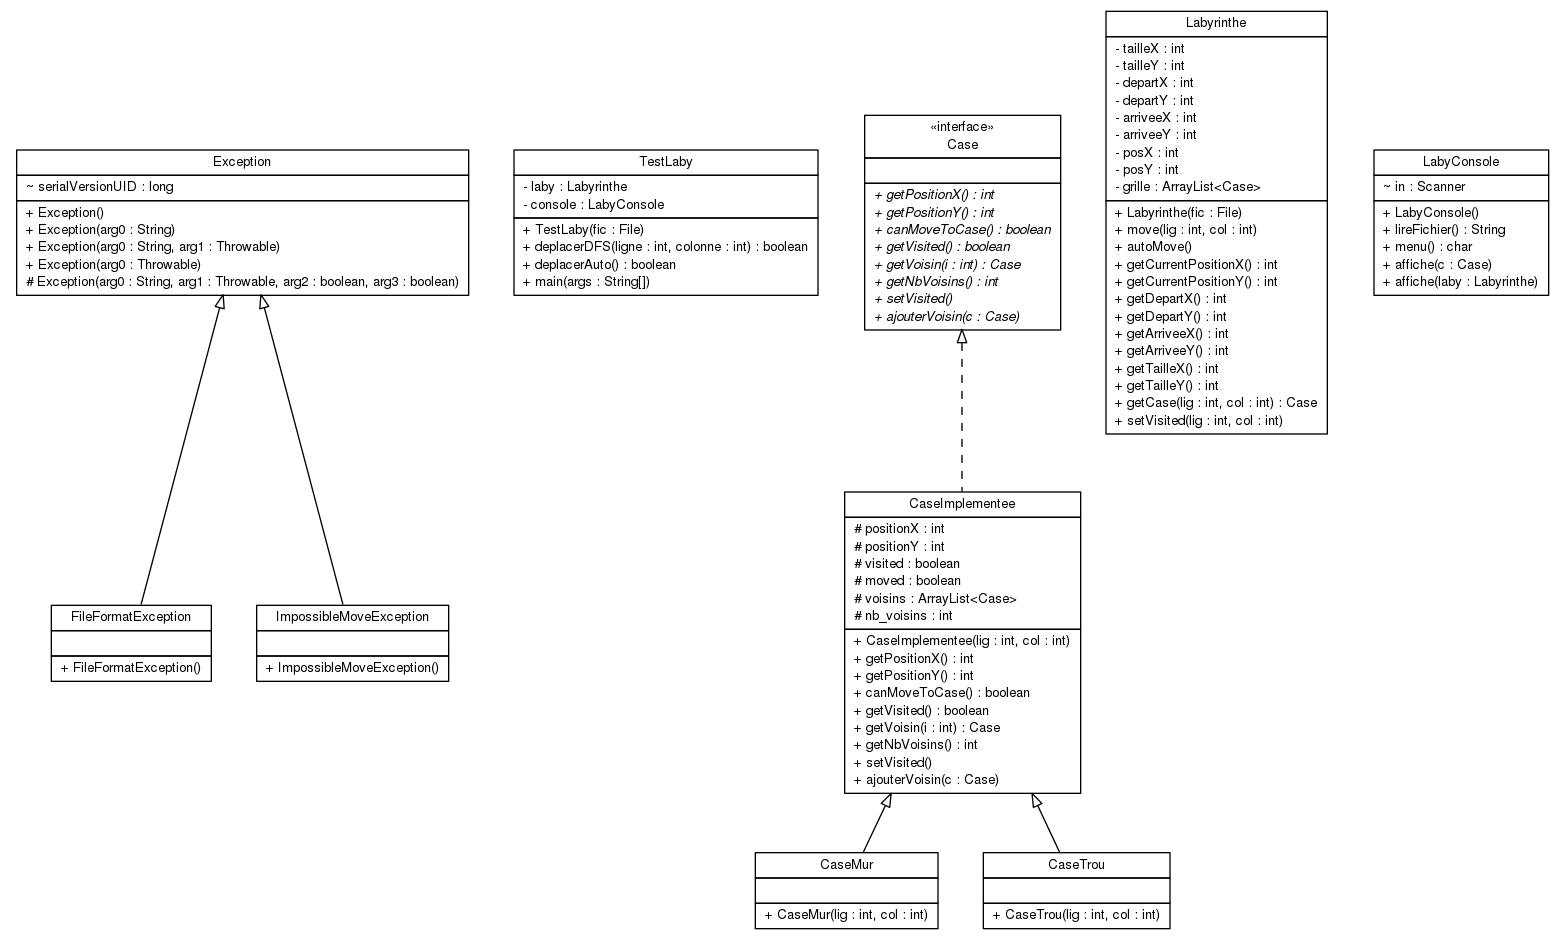 Exception
~ serialVersionUID : long
+ Exception()
+ Exception(arg0 : String)
+ Exception(arg0 : String, arg1 : Throwable)
+ Exception(arg0 : Throwable)
# Exception(arg0 : String, arg1 : Throwable, arg2 : boolean, arg3 : boolean)
TestLaby
- laby : Labyrinthe
- console : LabyConsole
+ TestLaby(fic : File)
+ deplacerDFS(ligne : int, colonne : int) : boolean
+ deplacerAuto() : boolean
+ main(args : String[])
«interface»
Case
+ getPositionX() : int
+ getPositionY() : int
+ canMoveToCase() : boolean
+ getVisited() : boolean
+ getVoisin(i : int) : Case
+ getNbVoisins() : int
+ setVisited()
+ ajouterVoisin(c : Case)
Labyrinthe
- tailleX : int
- tailleY : int
- departX : int
- departY : int
- arriveeX : int
- arriveeY : int
- posX : int
- posY : int
- grille : ArrayList<Case>
+ Labyrinthe(fic : File)
+ move(lig : int, col : int)
+ autoMove()
+ getCurrentPositionX() : int
+ getCurrentPositionY() : int
+ getDepartX() : int
+ getDepartY() : int
+ getArriveeX() : int
+ getArriveeY() : int
+ getTailleX() : int
+ getTailleY() : int
+ getCase(lig : int, col : int) : Case
+ setVisited(lig : int, col : int)
LabyConsole
~ in : Scanner
+ LabyConsole()
+ lireFichier() : String
+ menu() : char
+ affiche(c : Case)
+ affiche(laby : Labyrinthe)
FileFormatException
+ FileFormatException()
ImpossibleMoveException
+ ImpossibleMoveException()
CaseImplementee
# positionX : int
# positionY : int
# visited : boolean
# moved : boolean
# voisins : ArrayList<Case>
# nb_voisins : int
+ CaseImplementee(lig : int, col : int)
+ getPositionX() : int
+ getPositionY() : int
+ canMoveToCase() : boolean
+ getVisited() : boolean
+ getVoisin(i : int) : Case
+ getNbVoisins() : int
+ setVisited()
+ ajouterVoisin(c : Case)
CaseMur
+ CaseMur(lig : int, col : int)
CaseTrou
+ CaseTrou(lig : int, col : int)